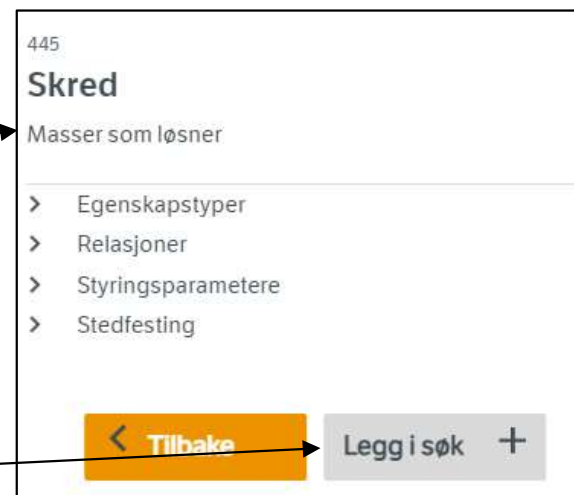 445
Skred
Masser som løsner
> Egenskapstyper
> Relasjoner
> Styringsparametere
> Stedfesting
< Tilbake Legg i søk +